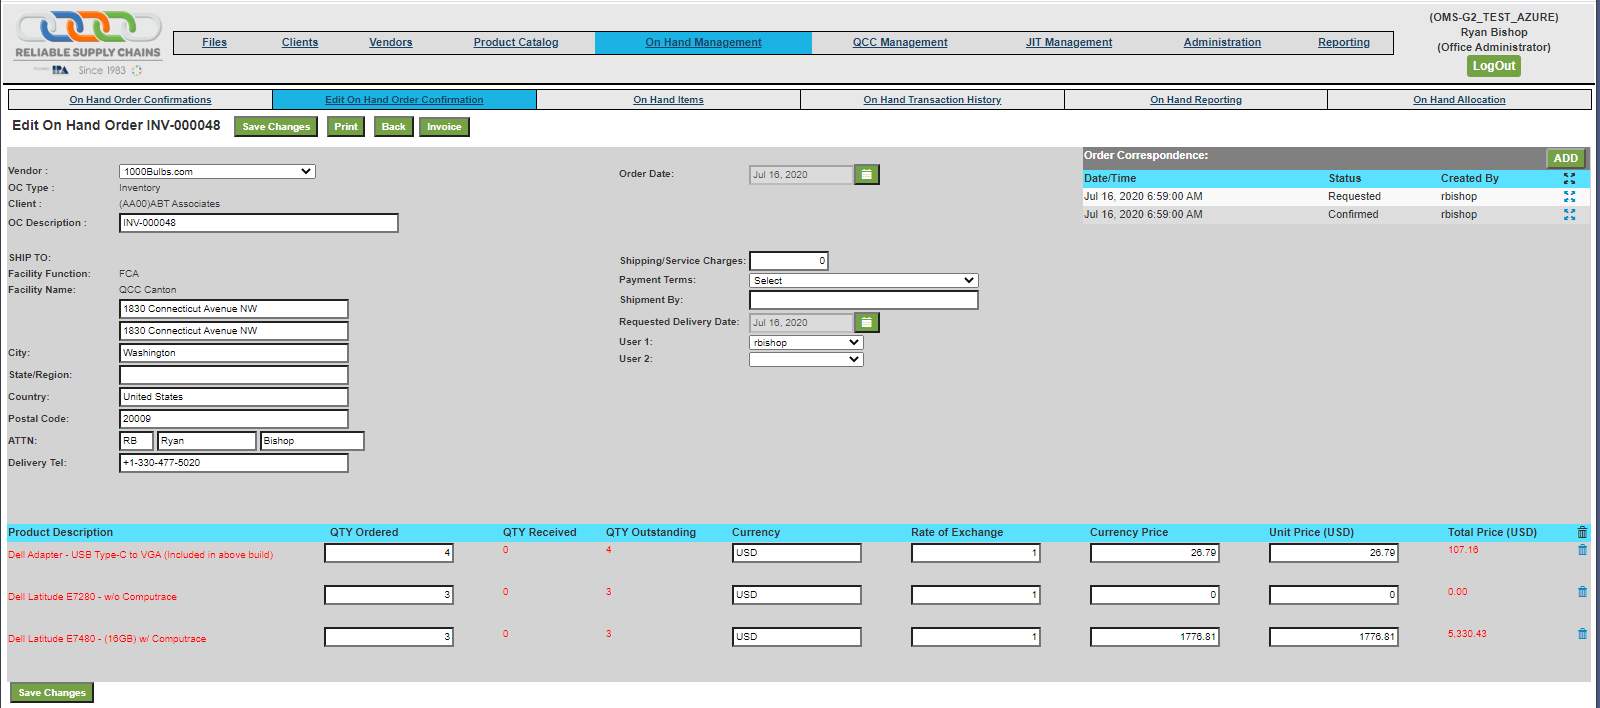 RELIABLE SUPPLY CHAINS
IPA Since 1983
Files Clients Vendors Product Catalog On Hand Management QCC Management JIT Management Administration Reporting
(OMS-G2_TEST_AZURE)
Ryan Bishop
(Office Administrator)
LogOut
On Hand Order Confirmations Edit On Hand Order Confirmation On Hand Items On Hand Transaction History On Hand Reporting On Hand Allocation
Edit On Hand Order INV-000048 Save Changes Print Back Invoice
Vendor : 1000Bulbs.com
OC Type : Inventory
Client : (AA00)ABT Associates
OC Description : INV-000048
Order Date: Jul 16, 2020
Order Correspondence: ADD
Date/Time Status Created By
Jul 16, 2020 6:59:00 AM Requested rbishop
Jul 16, 2020 6:59:00 AM Confirmed rbishop
SHIP TO:
Facility Function: FCA
Facility Name: QCC Canton
1830 Connecticut Avenue NW
1830 Connecticut Avenue NW
City: Washington
State/Region:
Country: United States
Postal Code: 20009
ATTN: RB Ryan Bishop
Delivery Tel: +1-330-477-5020
Shipping/Service Charges: 0
Payment Terms: Select
Shipment By:
Requested Delivery Date: Jul 16, 2020
User 1: rbishop
User 2:
Product Description QTY Ordered QTY Received QTY Outstanding Currency Rate of Exchange Currency Price Unit Price (USD) Total Price (USD)
Dell Adapter - USB Type-C to VGA (Included in above build) 4 0 4 USD 1 26.79 26.79 107.16
Dell Latitude E7280 - w/o Computrace 3 0 3 USD 1 0 0 0.00
Dell Latitude E7480 - (16GB) w/ Computrace 3 0 3 USD 1 1776.81 1776.81 5,330.43
Save Changes